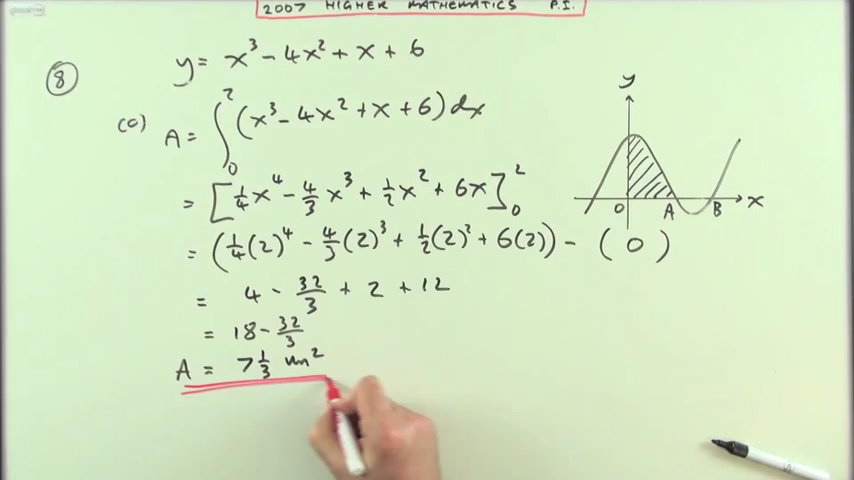 2007 HIGHER MATHEMATICS P.I.
⑧ y = x³ - 4x² + x + 6
(c) A = ∫₀² (x³ - 4x² + x + 6) dx
= [¼x⁴ - 4/3 x³ + ½x² + 6x]₀²
= (¼(2)⁴ - 4/3(2)³ + ½(2)² + 6(2)) - (0)
= 4 - 32/3 + 2 + 12
= 18 - 32/3
A = 7⅓ un²
y
O A B x